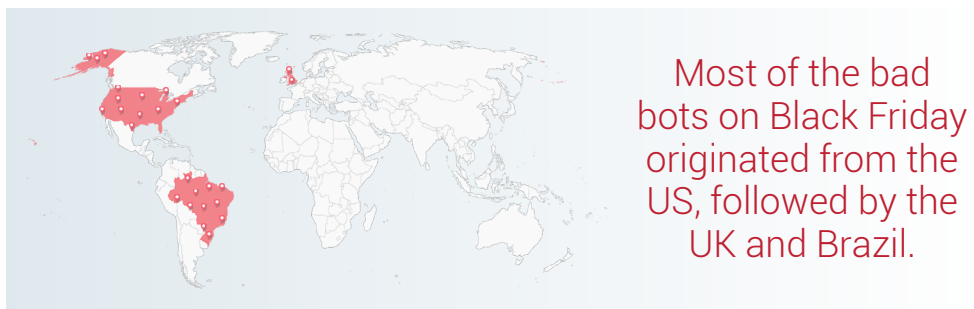 Most of the bad
bots on Black Friday
originated from the
US, followed by the
UK and Brazil.